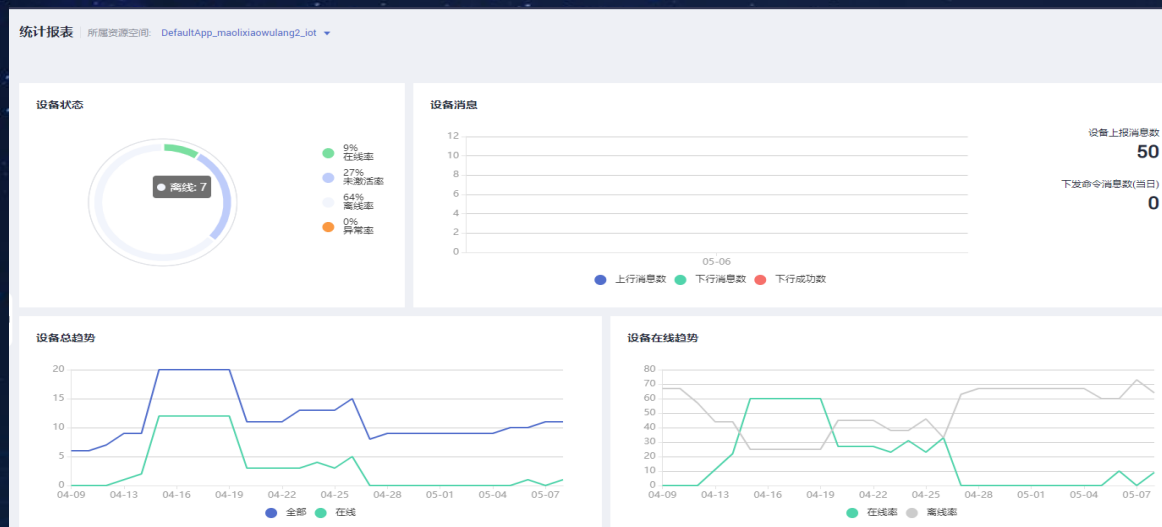 统计报表 所属资源空间: DefaultApp_maolixiaowulang2_iot
设备状态
离线: 7
9%
在线率
27%
未激活率
64%
离线率
0%
异常率
设备消息
12
10
8
6
4
2
0
05-06
上行消息数 下行消息数 下行成功数
设备上报消息数
50
下发命令消息数(当日)
0
设备总趋势
20
15
10
5
0
04-09 04-13 04-16 04-19 04-22 04-25 04-28 05-01 05-04 05-07
全部 在线
设备在线趋势
80
70
60
50
40
30
20
10
0
04-09 04-13 04-16 04-19 04-22 04-25 04-28 05-01 05-04 05-07
在线率 离线率